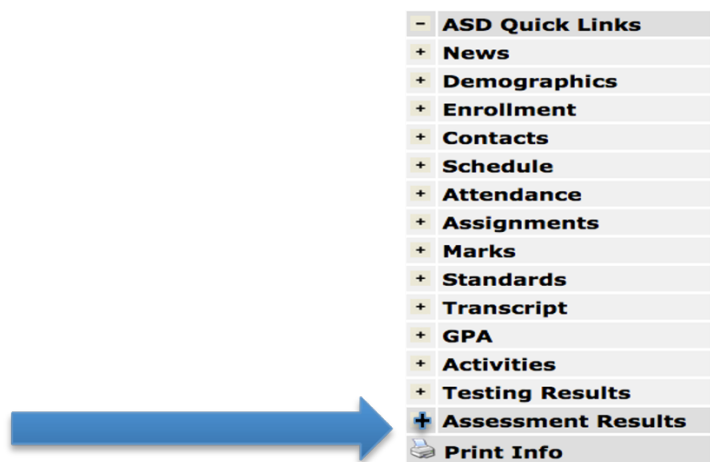 - ASD Quick Links
+ News
+ Demographics
+ Enrollment
+ Contacts
+ Schedule
+ Attendance
+ Assignments
+ Marks
+ Standards
+ Transcript
+ GPA
+ Activities
+ Testing Results
+ Assessment Results
Print Info